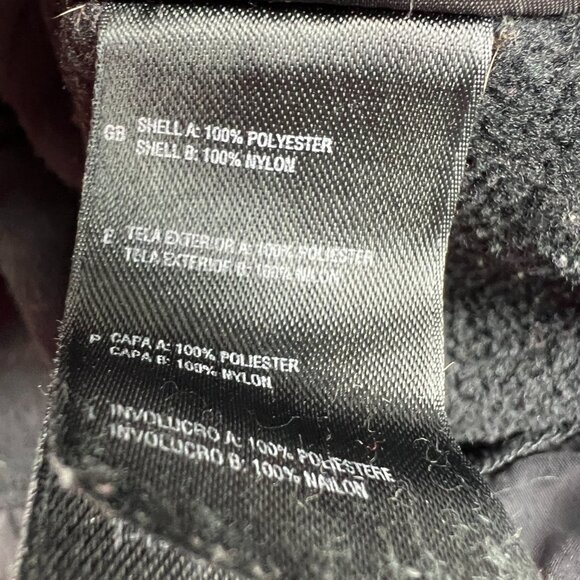 GB SHELL A: 100% POLYESTER
SHELL B: 100% NYLON
E TELA EXTERIOR A: 100% POLIESTER
TELA EXTERIOR B: 100% NYLON
P CAPA A: 100% POLIESTER
CAPA B: 100% NYLON
I INVOLUCRO A: 100% POLIESTERE
INVOLUCRO B: 100% NAILON